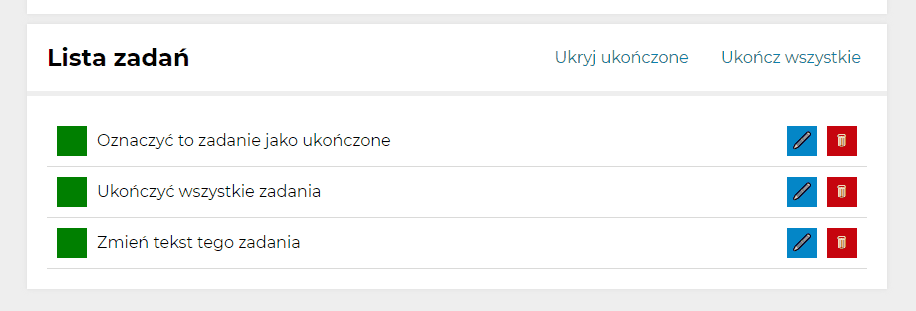 Lista zadań
Ukryj ukończone
Ukończ wszystkie
Oznaczyć to zadanie jako ukończone
Ukończyć wszystkie zadania
Zmień tekst tego zadania